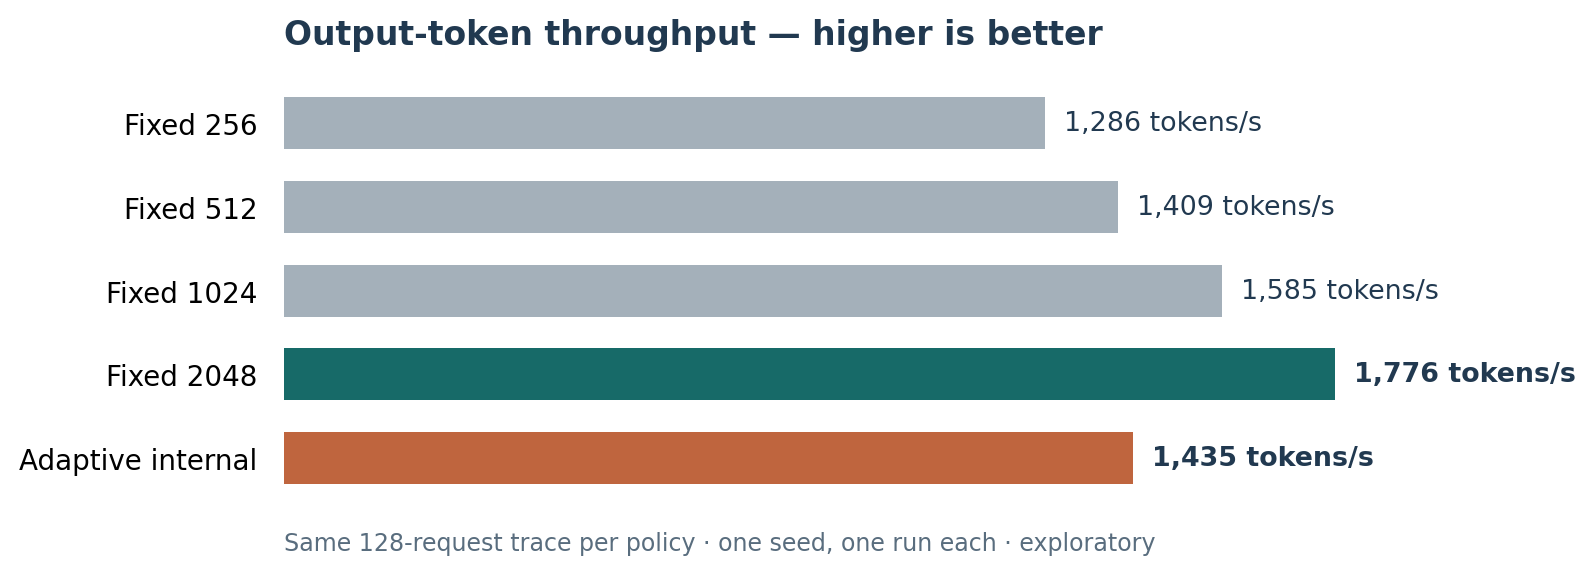 Output-token throughput — higher is better
Fixed 256 1,286 tokens/s
Fixed 512 1,409 tokens/s
Fixed 1024 1,585 tokens/s
Fixed 2048 1,776 tokens/s
Adaptive internal 1,435 tokens/s
Same 128-request trace per policy · one seed, one run each · exploratory